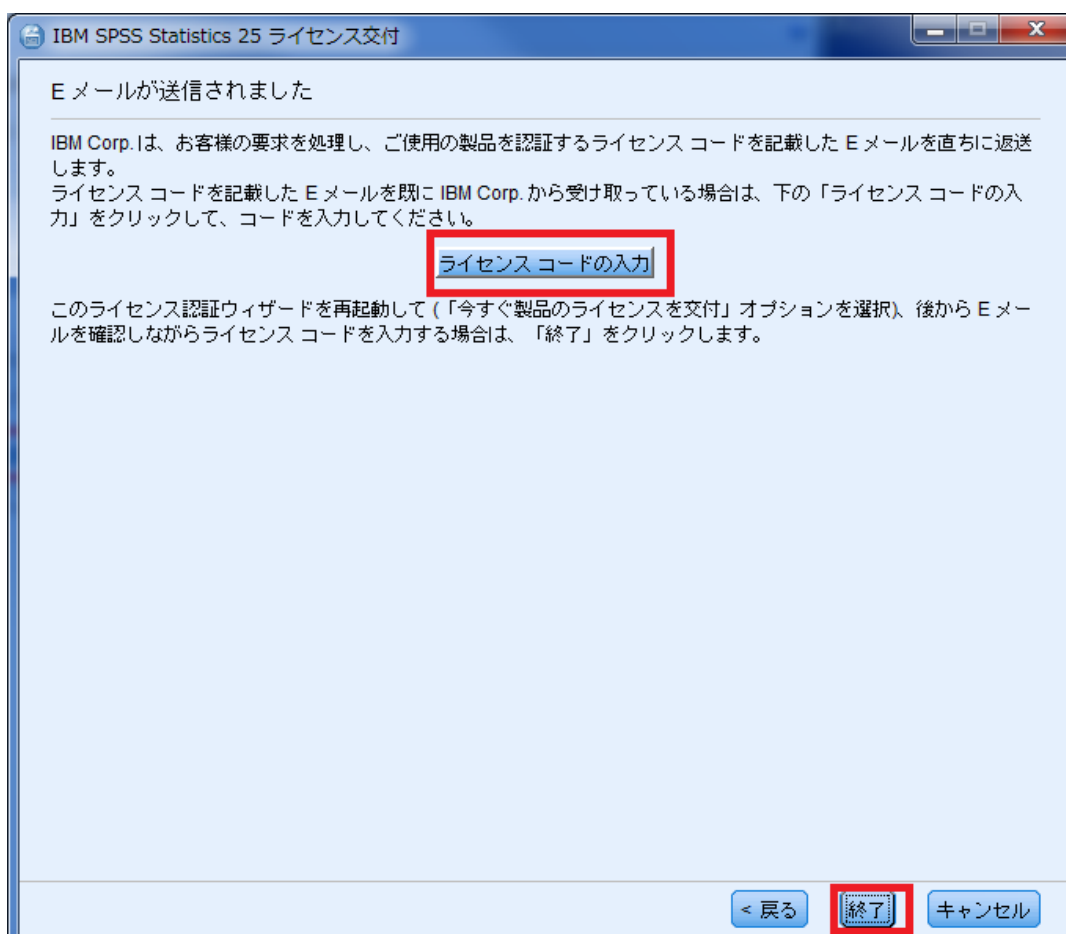 IBM SPSS Statistics 25 ライセンス交付
E メールが送信されました
IBM Corp. は、お客様の要求を処理し、ご使用の製品を認証するライセンス コードを記載した E メールを直ちに返送
します。
ライセンス コードを記載した E メールを既に IBM Corp. から受け取っている場合は、下の「ライセンス コードの入
力」をクリックして、コードを入力してください。
ライセンス コードの入力
このライセンス認証ウィザードを再起動して (「今すぐ製品のライセンスを交付」オプションを選択)、後から E メー
ルを確認しながらライセンス コードを入力する場合は、「終了」をクリックします。
< 戻る 終了 キャンセル